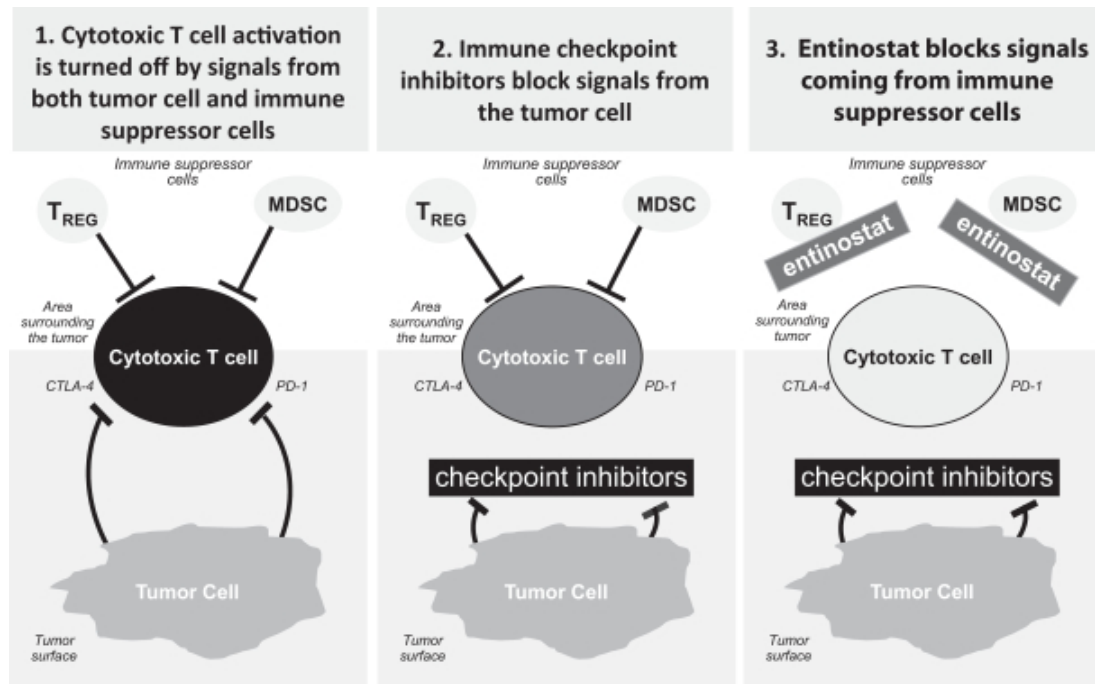 1. Cytotoxic T cell activation
is turned off by signals from
both tumor cell and immune
suppressor cells
Immune suppressor
cells
TREG
MDSC
Area
surrounding
the tumor
Cytotoxic T cell
CTLA-4
PD-1
Tumor Cell
Tumor
surface
2. Immune checkpoint
inhibitors block signals from
the tumor cell
Immune suppressor
cells
TREG
MDSC
Area
surrounding
the tumor
Cytotoxic T cell
CTLA-4
PD-1
checkpoint inhibitors
Tumor Cell
Tumor
surface
3. Entinostat blocks signals
coming from immune
suppressor cells
Immune suppressor
cells
TREG
MDSC
entinostat
entinostat
Area
surrounding
tumor
Cytotoxic T cell
CTLA-4
PD-1
checkpoint inhibitors
Tumor Cell
Tumor
surface